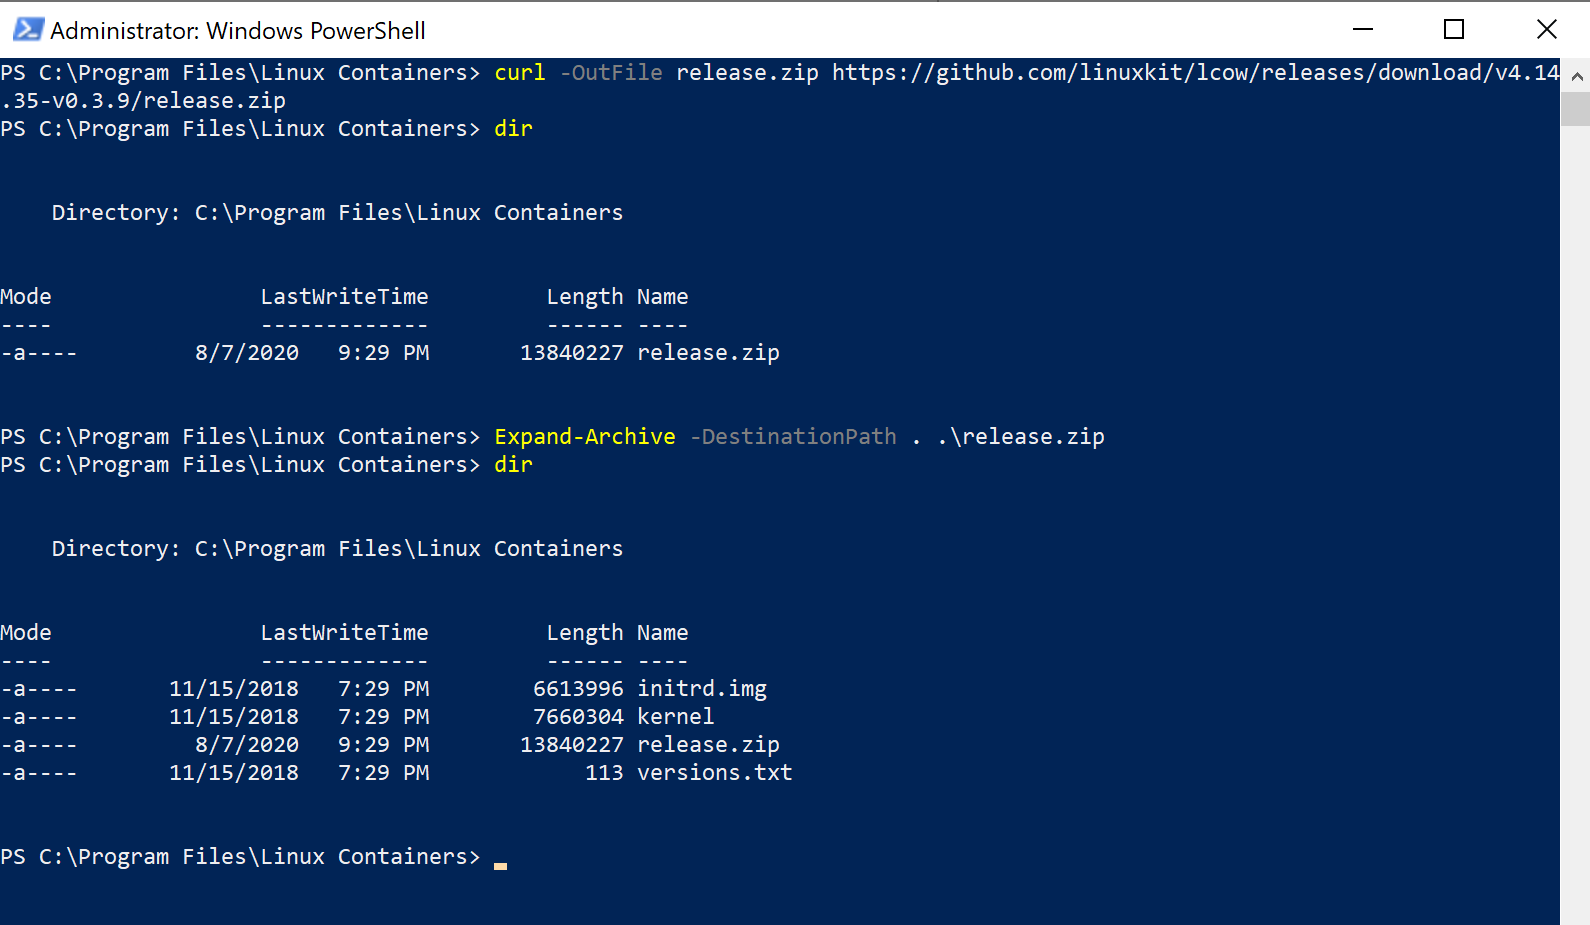 Administrator: Windows PowerShell
PS C:\Program Files\Linux Containers> curl -OutFile release.zip https://github.com/linuxkit/lcow/releases/download/v4.14
.35-v0.3.9/release.zip
PS C:\Program Files\Linux Containers> dir
    Directory: C:\Program Files\Linux Containers
Mode                LastWriteTime         Length Name
----                -------------         ------ ----
-a----         8/7/2020   9:29 PM       13840227 release.zip
PS C:\Program Files\Linux Containers> Expand-Archive -DestinationPath . .\release.zip
PS C:\Program Files\Linux Containers> dir
    Directory: C:\Program Files\Linux Containers
Mode                LastWriteTime         Length Name
----                -------------         ------ ----
-a----       11/15/2018   7:29 PM        6613996 initrd.img
-a----       11/15/2018   7:29 PM        7660304 kernel
-a----         8/7/2020   9:29 PM       13840227 release.zip
-a----       11/15/2018   7:29 PM            113 versions.txt
PS C:\Program Files\Linux Containers>